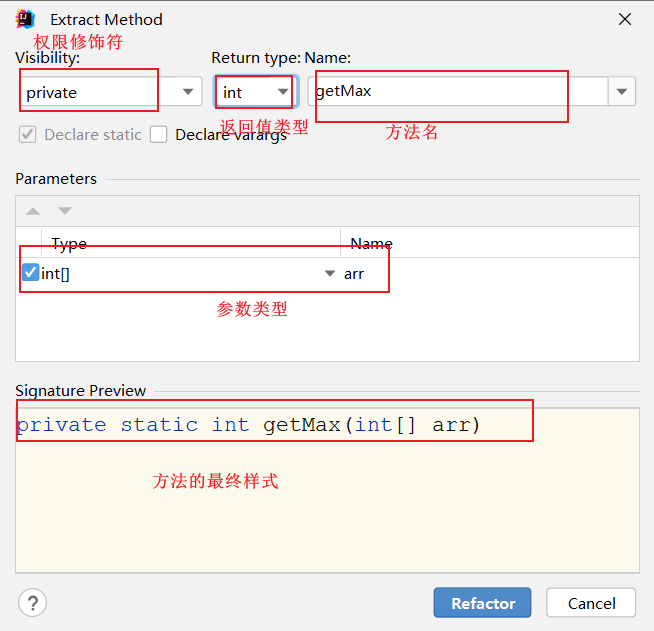 Extract Method
权限修饰符
Visibility:
Return type: Name:
private
int
getMax
Declare static
Declare varargs
返回值类型
方法名
Parameters
Type
Name
int[]
arr
参数类型
Signature Preview
private static int getMax(int[] arr)
方法的最终样式
?
Refactor
Cancel